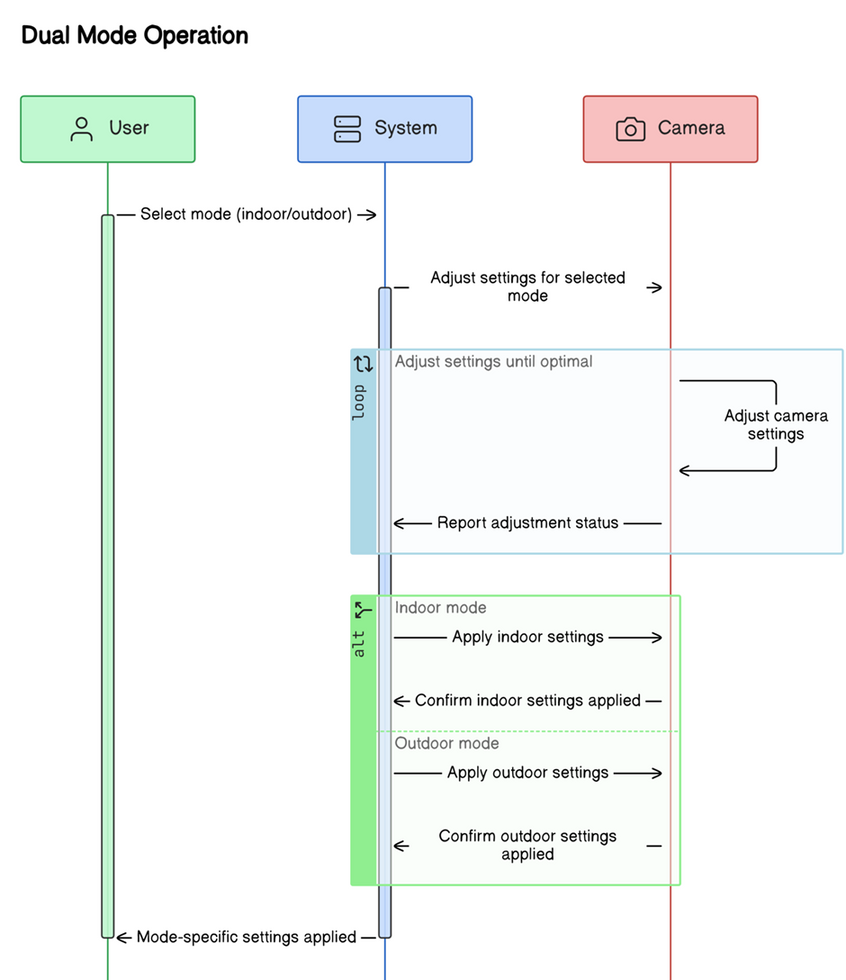 Dual Mode Operation
User
System
Camera
Select mode (indoor/outdoor)
Adjust settings for selected
mode
loop
Adjust settings until optimal
Adjust camera
settings
Report adjustment status
alt
Indoor mode
Apply indoor settings
Confirm indoor settings applied
Outdoor mode
Apply outdoor settings
Confirm outdoor settings
applied
Mode-specific settings applied